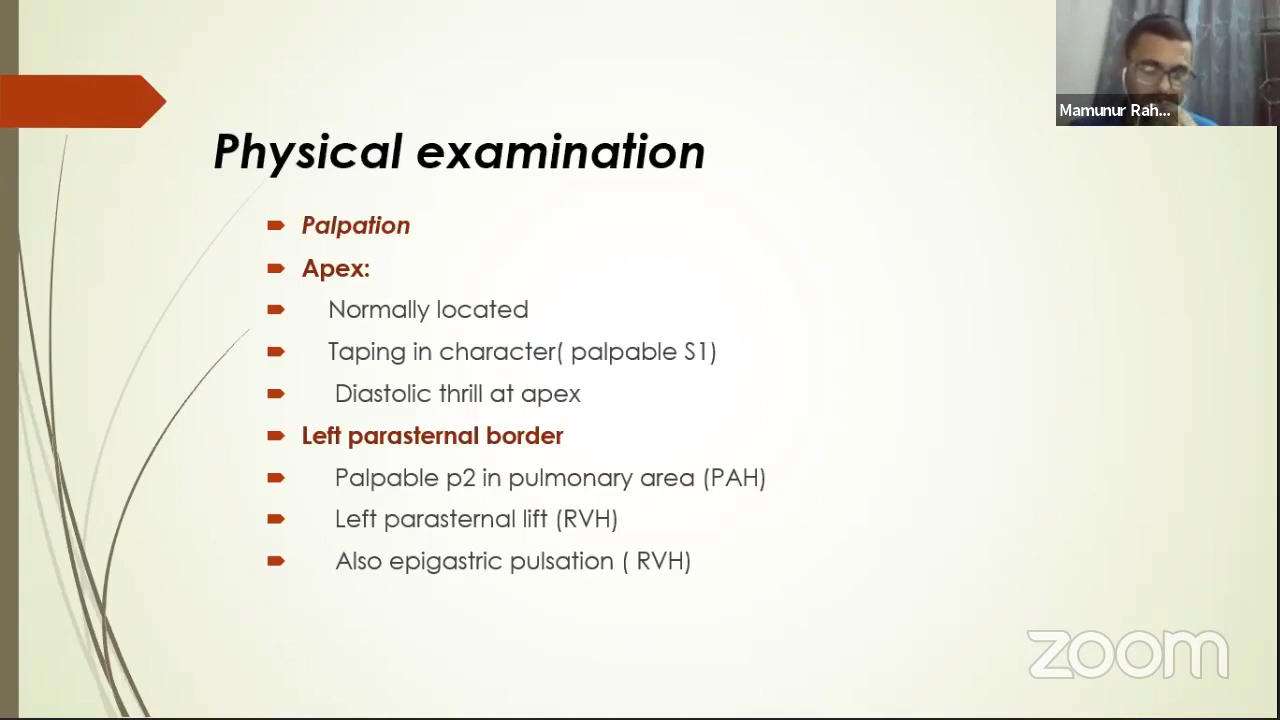 Mamunur Rah...
Physical examination
Palpation
Apex:
Normally located
Taping in character( palpable S1)
Diastolic thrill at apex
Left parasternal border
Palpable p2 in pulmonary area (PAH)
Left parasternal lift (RVH)
Also epigastric pulsation ( RVH)
zoom